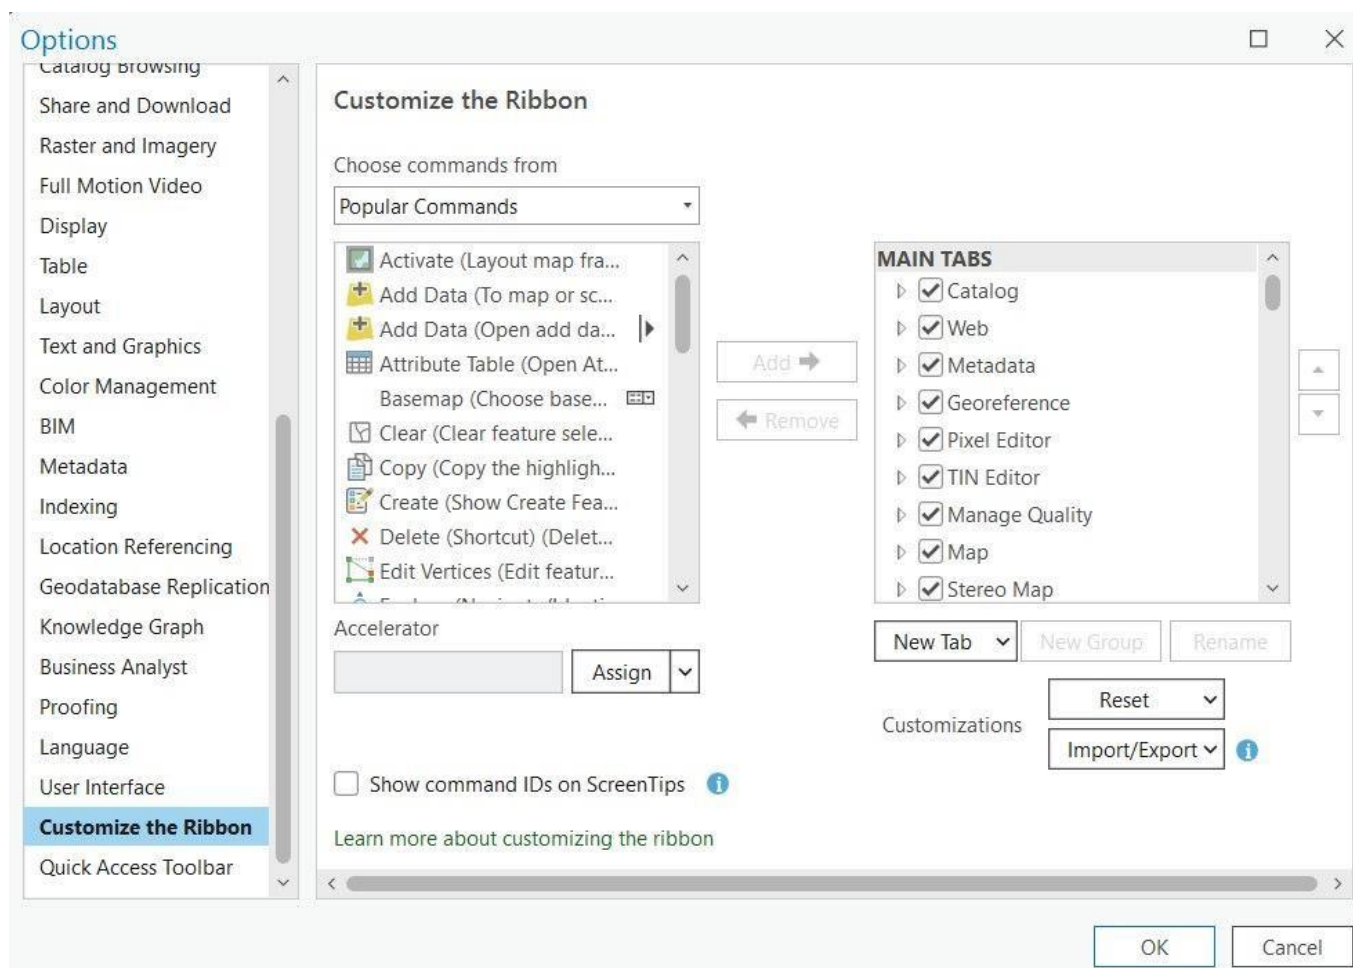 Options
Catalog Browsing
Share and Download
Raster and Imagery
Full Motion Video
Display
Table
Layout
Text and Graphics
Color Management
BIM
Metadata
Indexing
Location Referencing
Geodatabase Replication
Knowledge Graph
Business Analyst
Proofing
Language
User Interface
Customize the Ribbon
Quick Access Toolbar
Customize the Ribbon
Choose commands from
Popular Commands
Activate (Layout map fra...
Add Data (To map or sc...
Add Data (Open add da...
Attribute Table (Open At...
Basemap (Choose base...
Clear (Clear feature sele...
Copy (Copy the highligh...
Create (Show Create Fea...
Delete (Shortcut) (Delet...
Edit Vertices (Edit featur...
Accelerator
Assign
Show command IDs on ScreenTips
Learn more about customizing the ribbon
Add
Remove
MAIN TABS
Catalog
Web
Metadata
Georeference
Pixel Editor
TIN Editor
Manage Quality
Map
Stereo Map
New Tab
New Group
Rename
Customizations
Reset
Import/Export
OK
Cancel